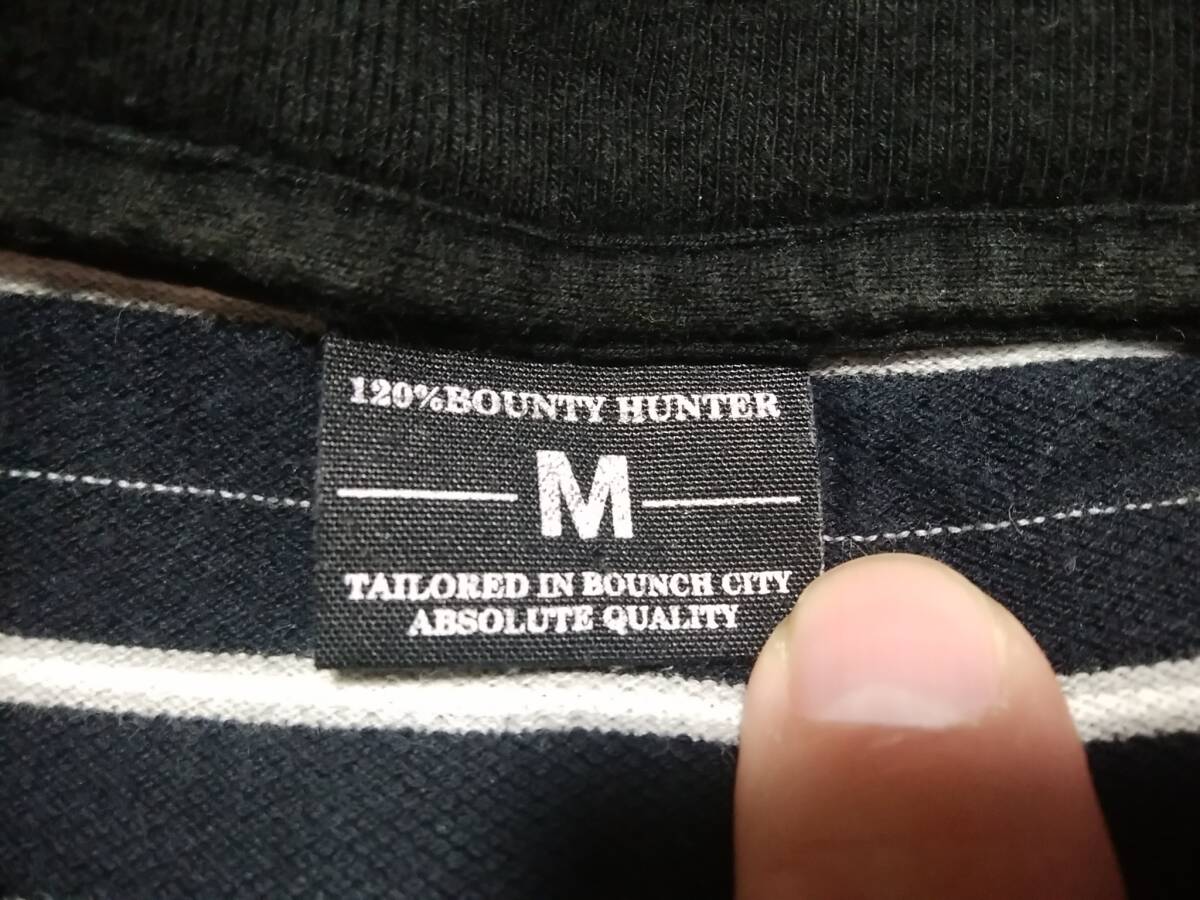 120%BOUNTY HUNTER
M
TAILORED IN BOUNCH CITY
ABSOLUTE QUALITY